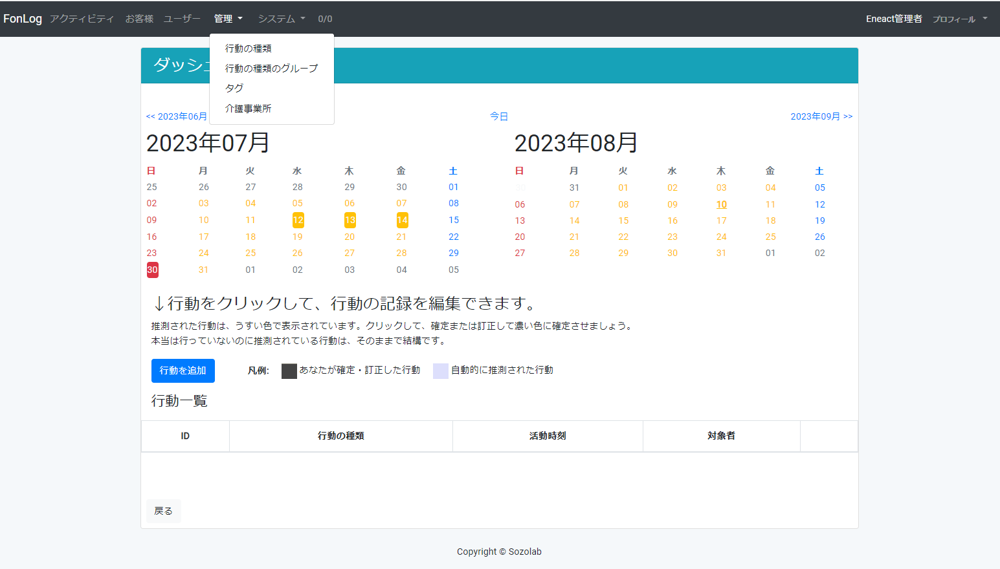 FonLog アクティビティ お客様 ユーザー 管理 システム 0/0 Eneact管理者 プロフィール
行動の種類
行動の種類のグループ
タグ
介護事業所
ダッシュ
<< 2023年06月 今日 2023年09月 >>
2023年07月
日 月 火 水 木 金 土
25 26 27 28 29 30 01
02 03 04 05 06 07 08
09 10 11 12 13 14 15
16 17 18 19 20 21 22
23 24 25 26 27 28 29
30 31 01 02 03 04 05
2023年08月
日 月 火 水 木 金 土
30 31 01 02 03 04 05
06 07 08 09 10 11 12
13 14 15 16 17 18 19
20 21 22 23 24 25 26
27 28 29 30 31 01 02
↓行動をクリックして、行動の記録を編集できます。
推測された行動は、うすい色で表示されています。クリックして、確定または訂正して濃い色に確定させましょう。
本当は行っていないのに推測されている行動は、そのままで結構です。
行動を追加 凡例: あなたが確定・訂正した行動 自動的に推測された行動
行動一覧
ID 行動の種類 活動時刻 対象者
戻る
Copyright © Sozolab